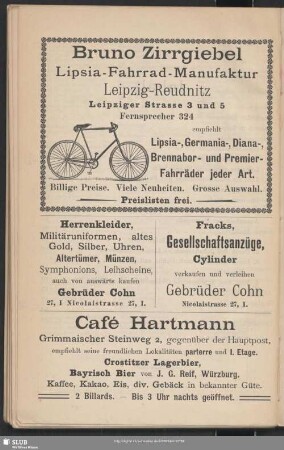 Bruno Zirrgiebel
Lipsia-Fahrrad-Manufaktur
Leipzig-Reudnitz
Leipziger Strasse 3 und 5
Fernsprecher 324
empfiehlt
Lipsia-, Germania-, Diana-,
Brennabor- und Premier-
Fahrräder jeder Art.
Billige Preise. Viele Neuheiten. Grosse Auswahl.
Preislisten frei.
Herrenkleider,
Militäruniformen, altes
Gold, Silber, Uhren,
Altertümer, Münzen,
Symphonions, Leihscheine,
auch von auswärts kaufen
Gebrüder Cohn
27, I Nicolaistrasse 27, I.
Fracks,
Gesellschaftsanzüge,
Cylinder
verkaufen und verleihen
Gebrüder Cohn
Nicolaistrasse 27, I.
Café Hartmann
Grimmaischer Steinweg 2, gegenüber der Hauptpost,
empfiehlt seine freundlichen Lokalitäten parterre und I. Etage.
Crostitzer Lagerbier,
Bayrisch Bier von J. G. Reif, Würzburg.
Kaffee, Kakao, Eis, div. Gebäck in bekannter Güte.
2 Billards. — Bis 3 Uhr nachts geöffnet.
SLUB